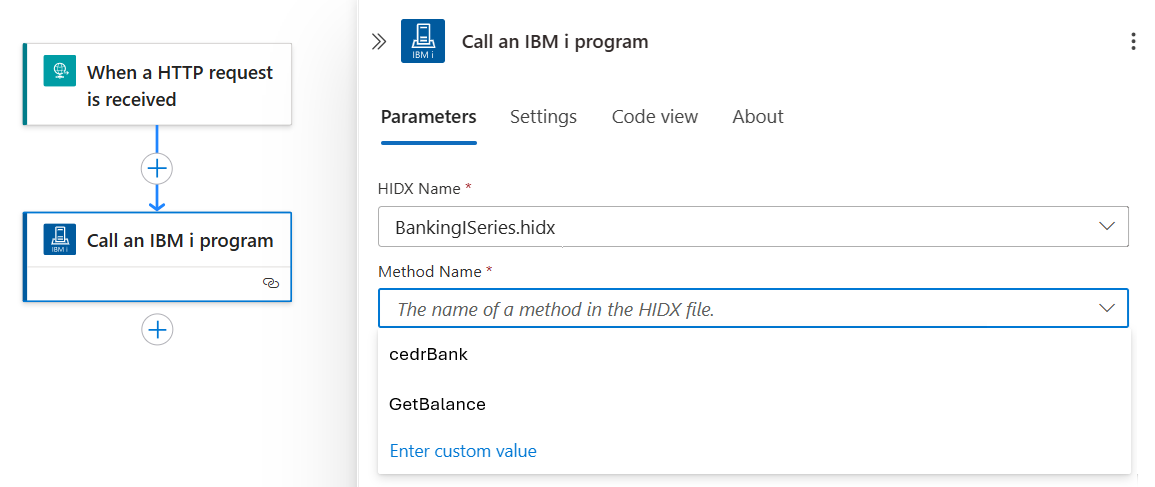 When a HTTP request
is received
IBM i
Call an IBM i program
IBM i
Call an IBM i program
Parameters Settings Code view About
HIDX Name *
BankingISeries.hidx
Method Name *
The name of a method in the HIDX file.
cedrBank
GetBalance
Enter custom value